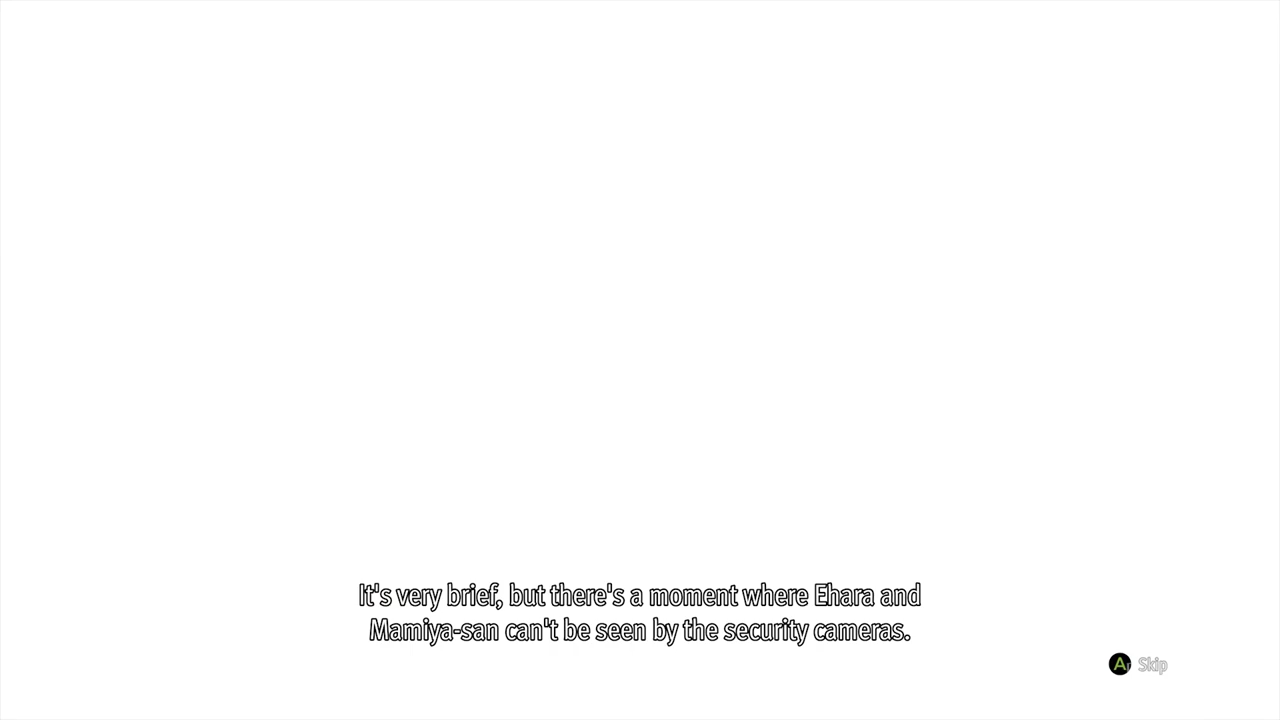 It's very brief, but there's a moment where Ehara and
Mamiya-san can't be seen by the security cameras.
A Skip